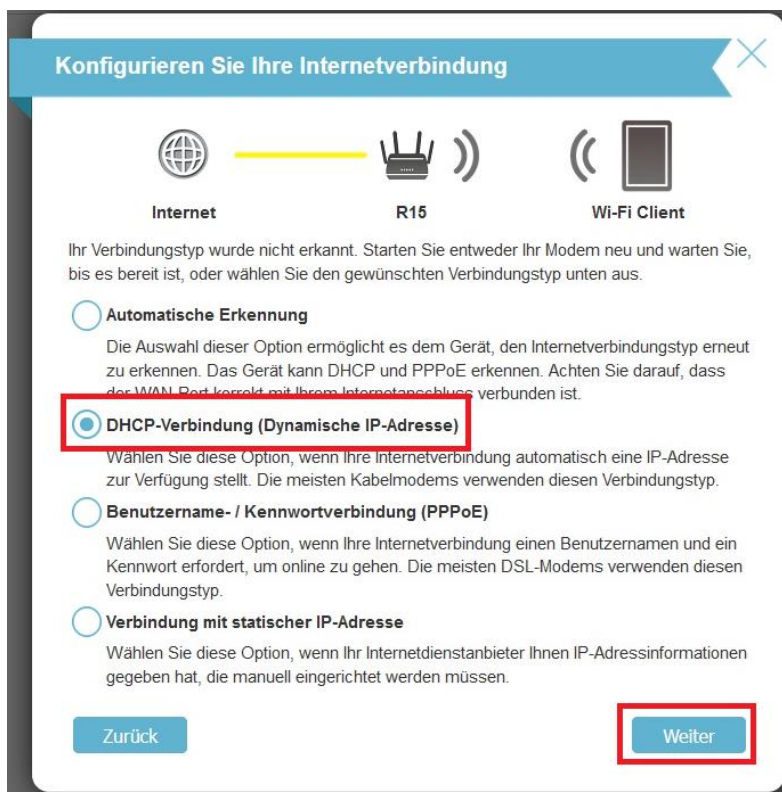 Konfigurieren Sie Ihre Internetverbindung
Internet
R15
Wi-Fi Client
Ihr Verbindungstyp wurde nicht erkannt. Starten Sie entweder Ihr Modem neu und warten Sie,
bis es bereit ist, oder wählen Sie den gewünschten Verbindungstyp unten aus.
Automatische Erkennung
Die Auswahl dieser Option ermöglicht es dem Gerät, den Internetverbindungstyp erneut
zu erkennen. Das Gerät kann DHCP und PPPoE erkennen. Achten Sie darauf, dass
der WAN-Port korrekt mit Ihrem Internetanschluss verbunden ist.
DHCP-Verbindung (Dynamische IP-Adresse)
Wählen Sie diese Option, wenn Ihre Internetverbindung automatisch eine IP-Adresse
zur Verfügung stellt. Die meisten Kabelmodems verwenden diesen Verbindungstyp.
Benutzername- / Kennwortverbindung (PPPoE)
Wählen Sie diese Option, wenn Ihre Internetverbindung einen Benutzernamen und ein
Kennwort erfordert, um online zu gehen. Die meisten DSL-Modems verwenden diesen
Verbindungstyp.
Verbindung mit statischer IP-Adresse
Wählen Sie diese Option, wenn Ihr Internetdienstanbieter Ihnen IP-Adressinformationen
gegeben hat, die manuell eingerichtet werden müssen.
Zurück
Weiter